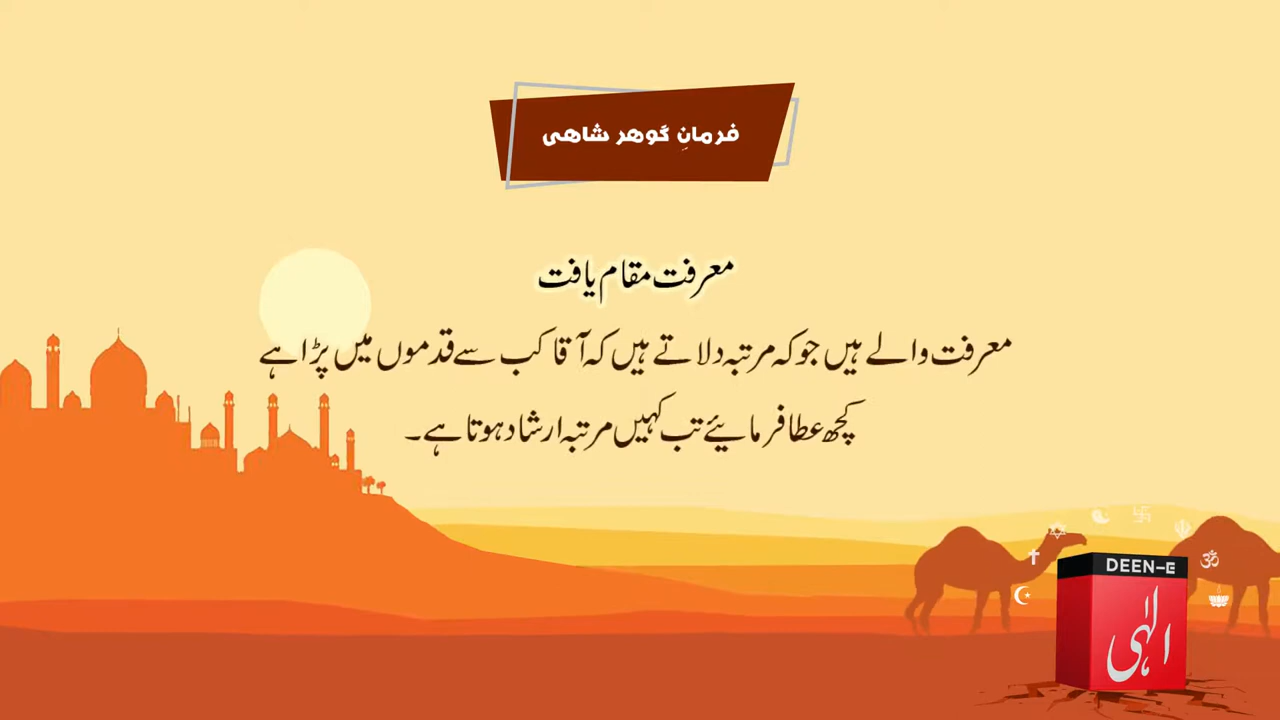 فرمانِ گوھر شاھی
معرفت مقام یافت
معرفت والے ہیں جو کہ مرتبہ دلاتے ہیں کہ آقا کب سے قدموں میں پڑا ہے
کچھ عطا فرمایئے تب کہیں مرتبہ ارشاد ہوتا ہے۔
DEEN-E
الٰہی